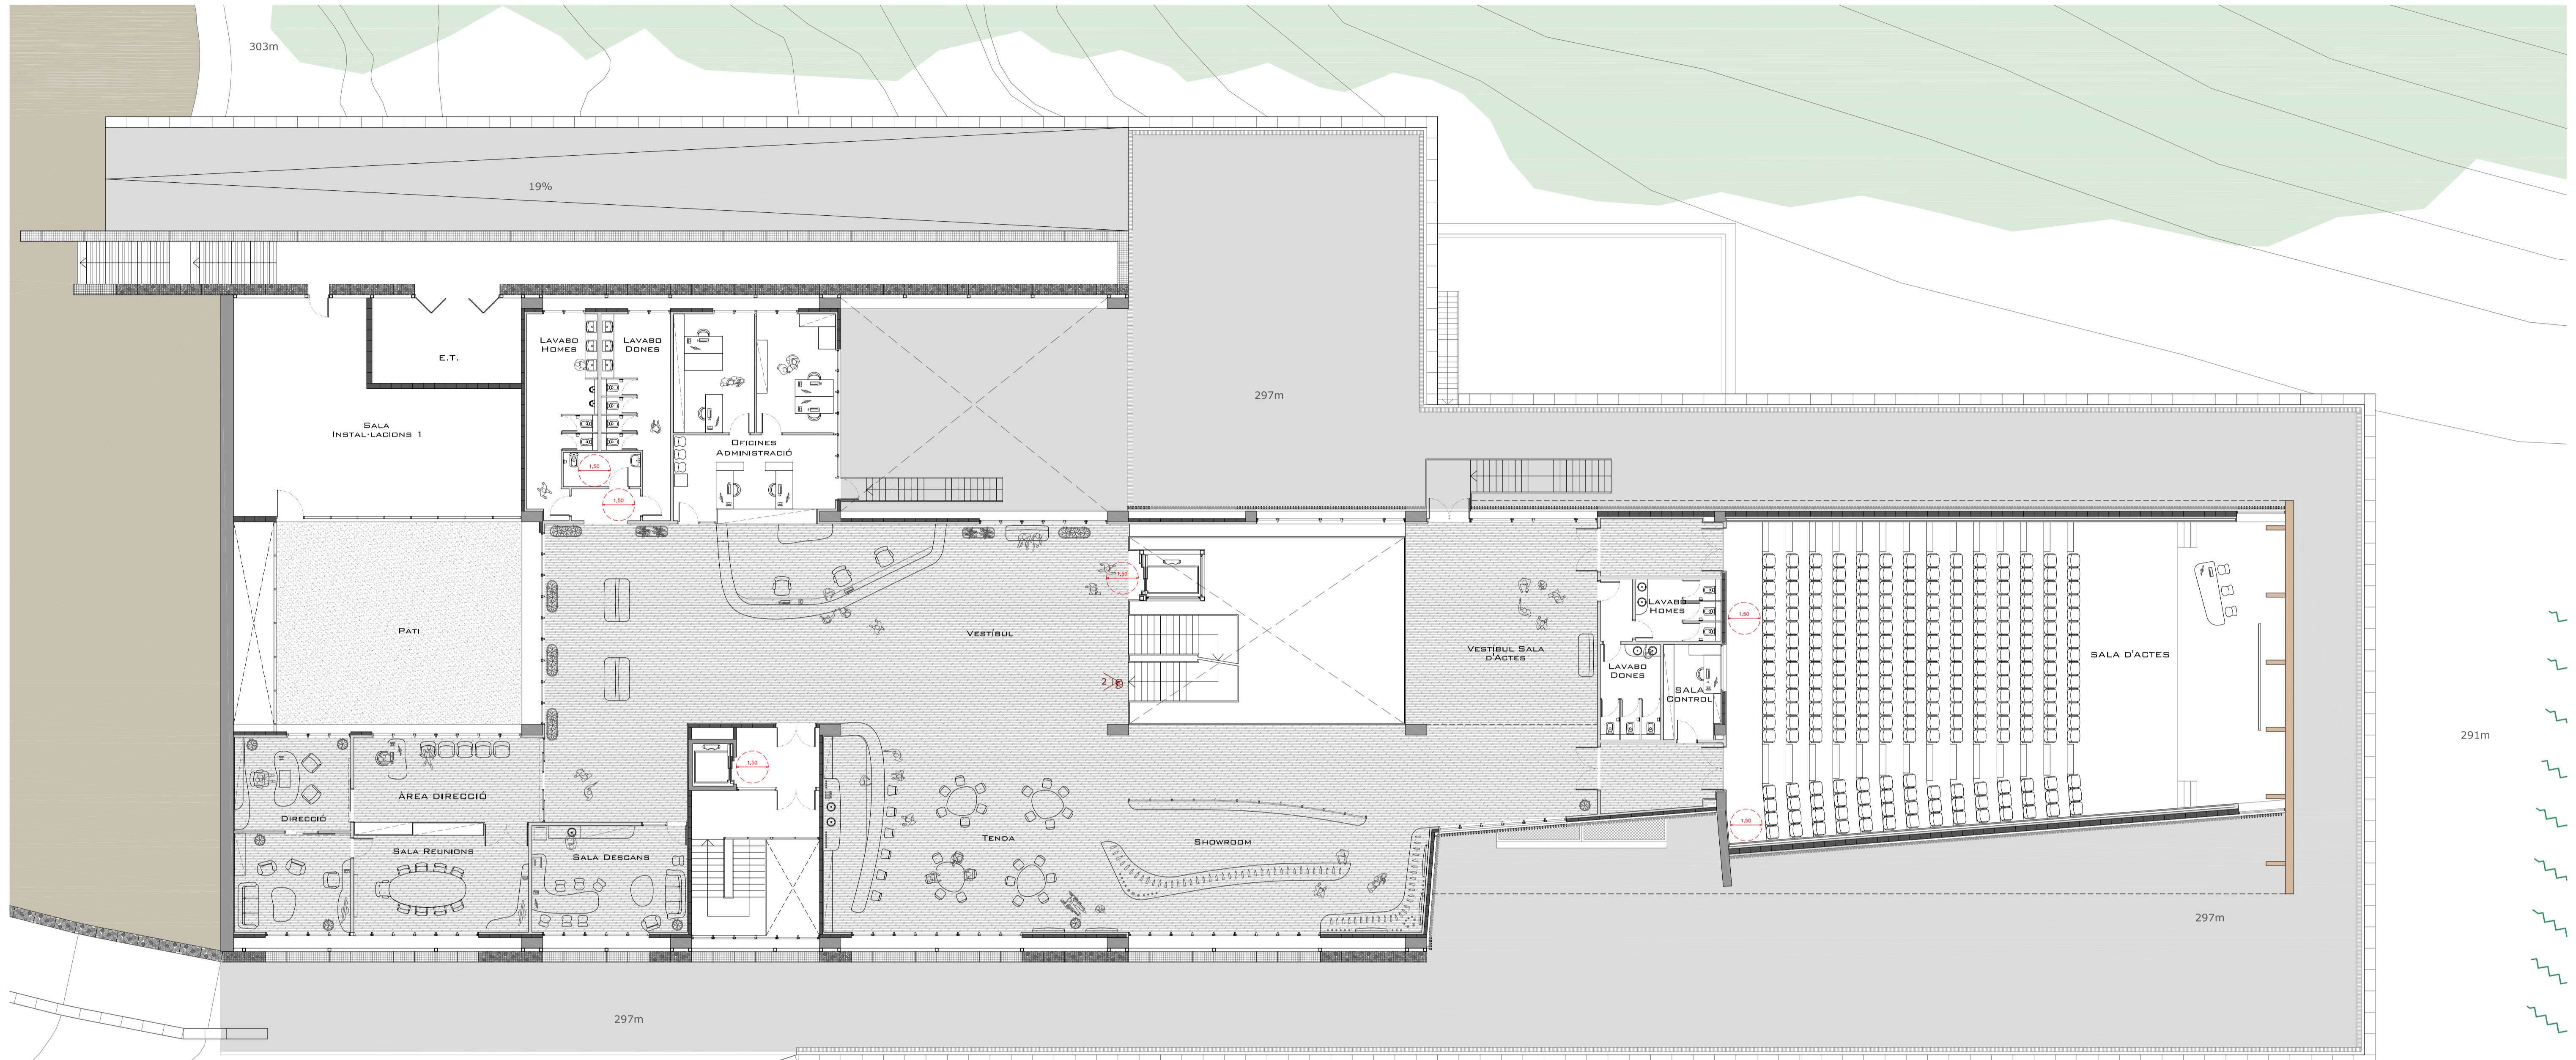 303m
19%
LAVABO
HOMES
LAVABO
DONES
E.T.
297m
SALA
INSTAL·LACIONS 1
OFICINES
ADMINISTRACIÓ
1,50
1,50
1,50
1,50
LAVABO
HOMES
PATI
VESTÍBUL
VESTÍBUL SALA
D'ACTES
SALA D'ACTES
LAVABO
DONES
2
SALA
CONTROL
291m
1,50
ÀREA DIRECCIÓ
DIRECCIÓ
1,50
TENDA
SHOWROOM
SALA REUNIONS
SALA DESCANS
297m
297m